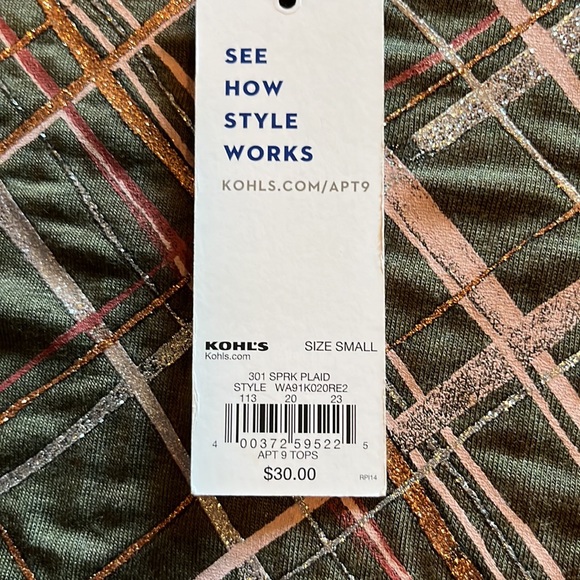 SEE
HOW
STYLE
WORKS
KOHLS.COM/APT9
KOHL'S SIZE SMALL
Kohls.com
301 SPRK PLAID
STYLE WA91K020RE2
113 20 23
4 00372 59522 5
APT 9 TOPS
$30.00 RPI14